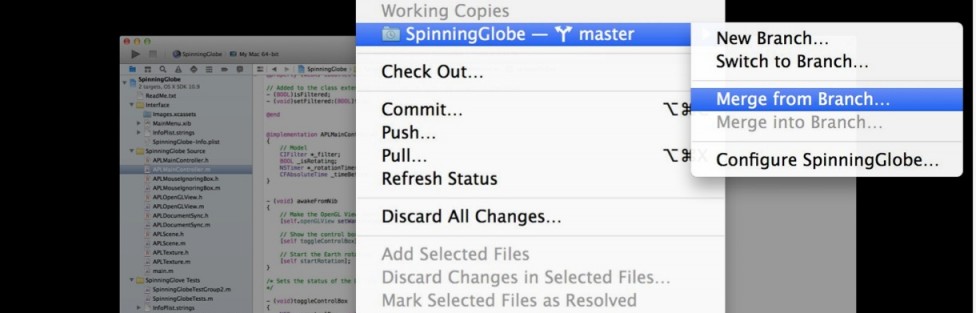 Working Copies
SpinningGlobe — master
Check Out...
Commit...
Push...
Pull...
Refresh Status
Discard All Changes...
Add Selected Files
Discard Changes in Selected Files...
Mark Selected Files as Resolved
New Branch...
Switch to Branch...
Merge from Branch...
Merge into Branch...
Configure SpinningGlobe...
SpinningGlobe
My Mac 64-bit
SpinningGlobe
2 targets, OS X SDK 10.9
ReadMe.txt
Interface
Images.xcassets
MainMenu.xib
InfoPlist.strings
SpinningGlobe-Info.plist
SpinningGlobe Source
APLMainController.h
APLMainController.m
APLMouseIgnoringBox.h
APLMouseIgnoringBox.m
APLOpenGLView.h
APLOpenGLView.m
APLDocumentSync.h
APLDocumentSync.m
APLScene.h
APLScene.m
APLTexture.h
APLTexture.m
main.m
SpinningGlove Tests
SpinningGlobeTestGroup2.m
SpinningGlobeTests.m
InfoPlist.strings
// Added to the class exte
- (BOOL)isFiltered;
- (void)setFiltered:(BOOL)
@end
@implementation APLMainCon
{
// Model
CIFilter *_filter;
BOOL _isRotating;
NSTimer *_rotationTime
CFAbsoluteTime _timeBe
}
- (void) awakeFromNib
{
// Make the OpenGL Vie
[self.openGLView setWa
// Show the control bo
[self toggleControlBox
// Start the Earth rot
[self startRotation];
}
/* Sets the status of the
*/
- (void)toggleControlBox
{